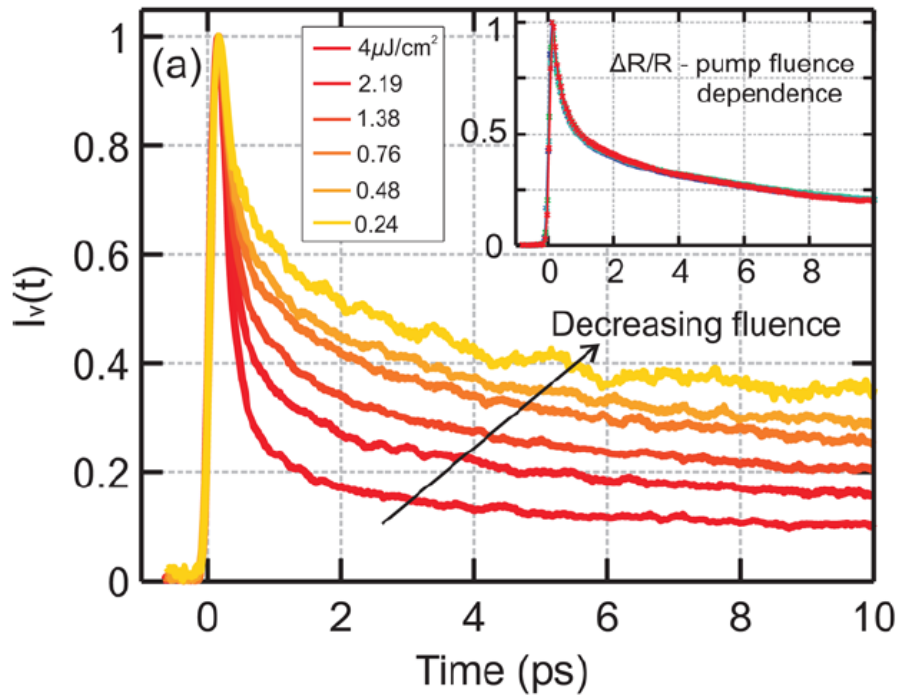 (a)
4μJ/cm²
2.19
1.38
0.76
0.48
0.24
ΔR/R - pump fluence
dependence
1
0.5
0
0 2 4 6 8
Decreasing fluence
I_v(t)
1
0.8
0.6
0.4
0.2
0
0 2 4 6 8 10
Time (ps)